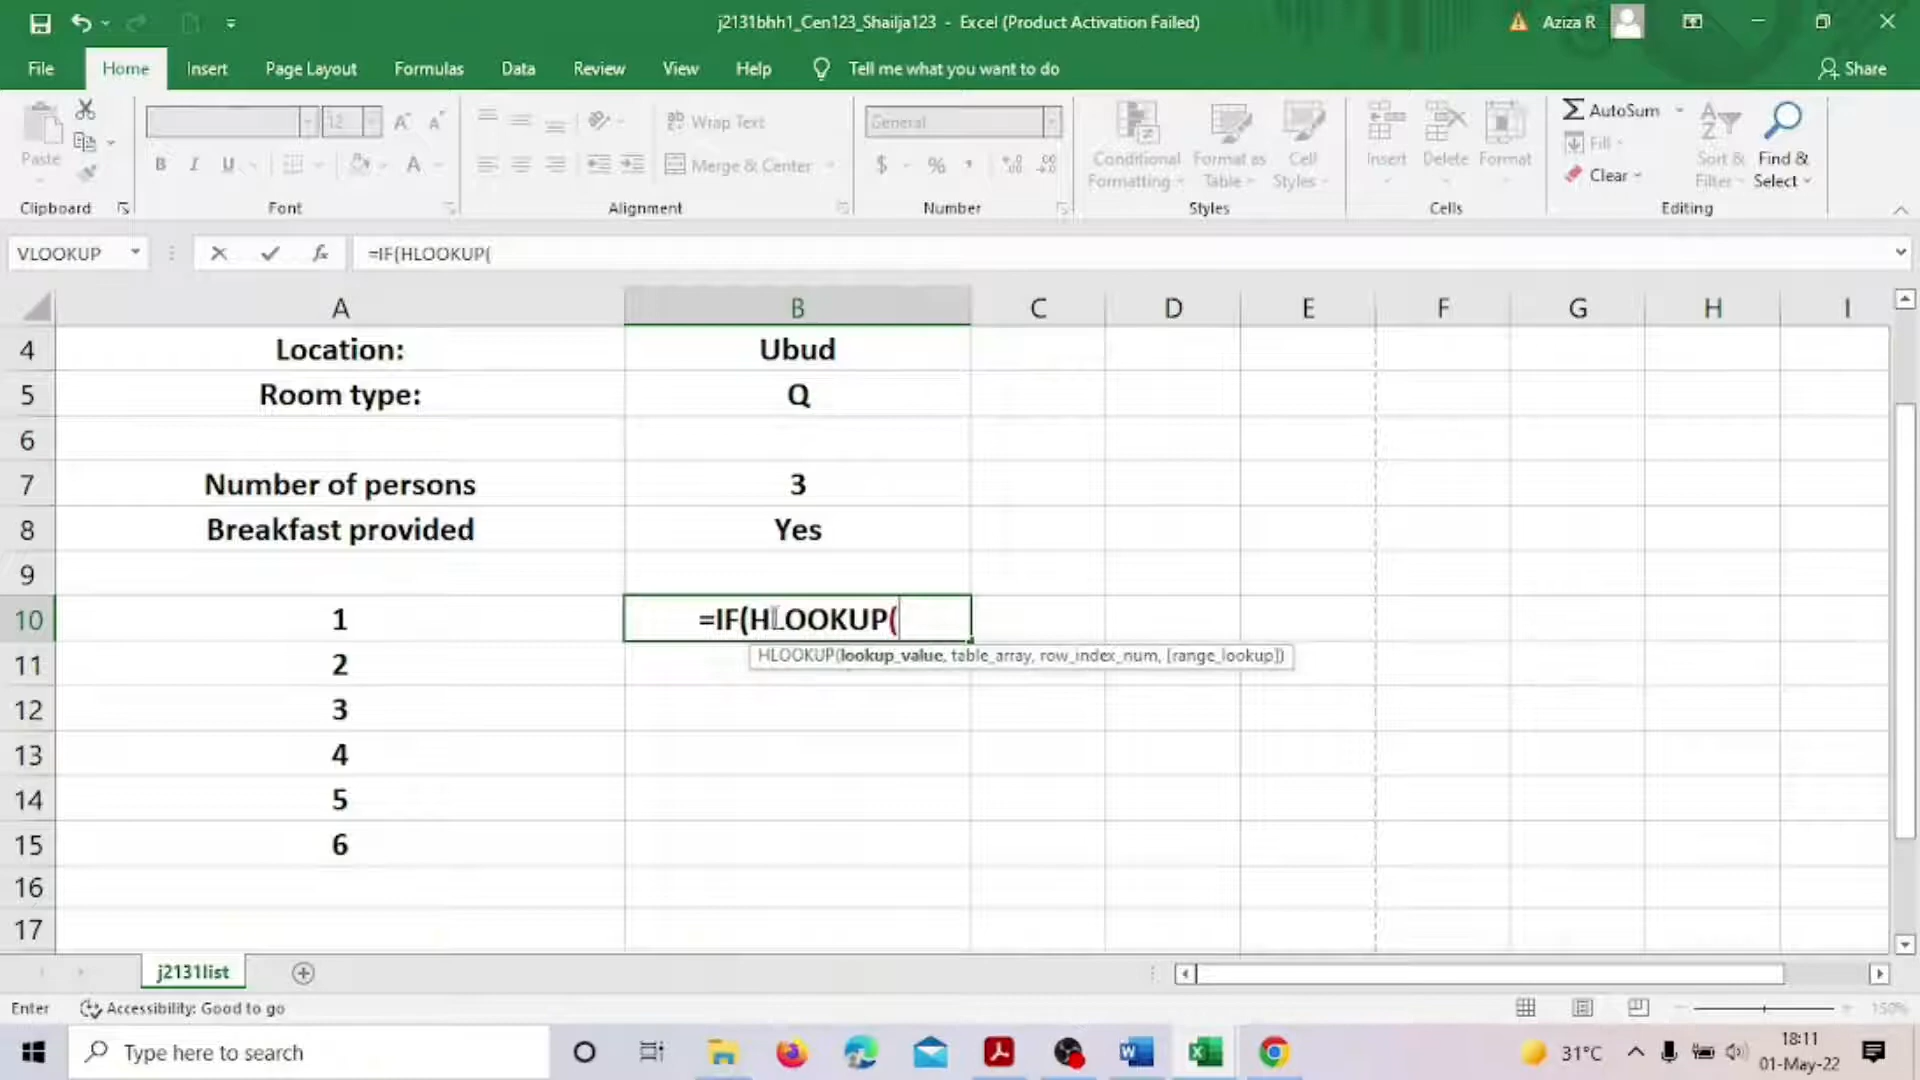 j2131bhh1_Cen123_Shailja123 - Excel (Product Activation Failed)
Aziza R
File Home Insert Page Layout Formulas Data Review View Help Tell me what you want to do Share
Paste
12
B I U A
Wrap Text
Merge & Center
General
$ % ,
Conditional Formatting
Format as Table
Cell Styles
Insert Delete Format
AutoSum
Fill
Clear
Sort & Filter
Find & Select
Clipboard Font Alignment Number Styles Cells Editing
VLOOKUP fx =IF(HLOOKUP(
A B C D E F G H I
4 Location: Ubud
5 Room type: Q
6
7 Number of persons 3
8 Breakfast provided Yes
9
10 1 =IF(HLOOKUP(
HLOOKUP(lookup_value, table_array, row_index_num, [range_lookup])
11 2
12 3
13 4
14 5
15 6
16
17
j2131list
Enter Accessibility: Good to go 150%
Type here to search
31°C
18:11
01-May-22